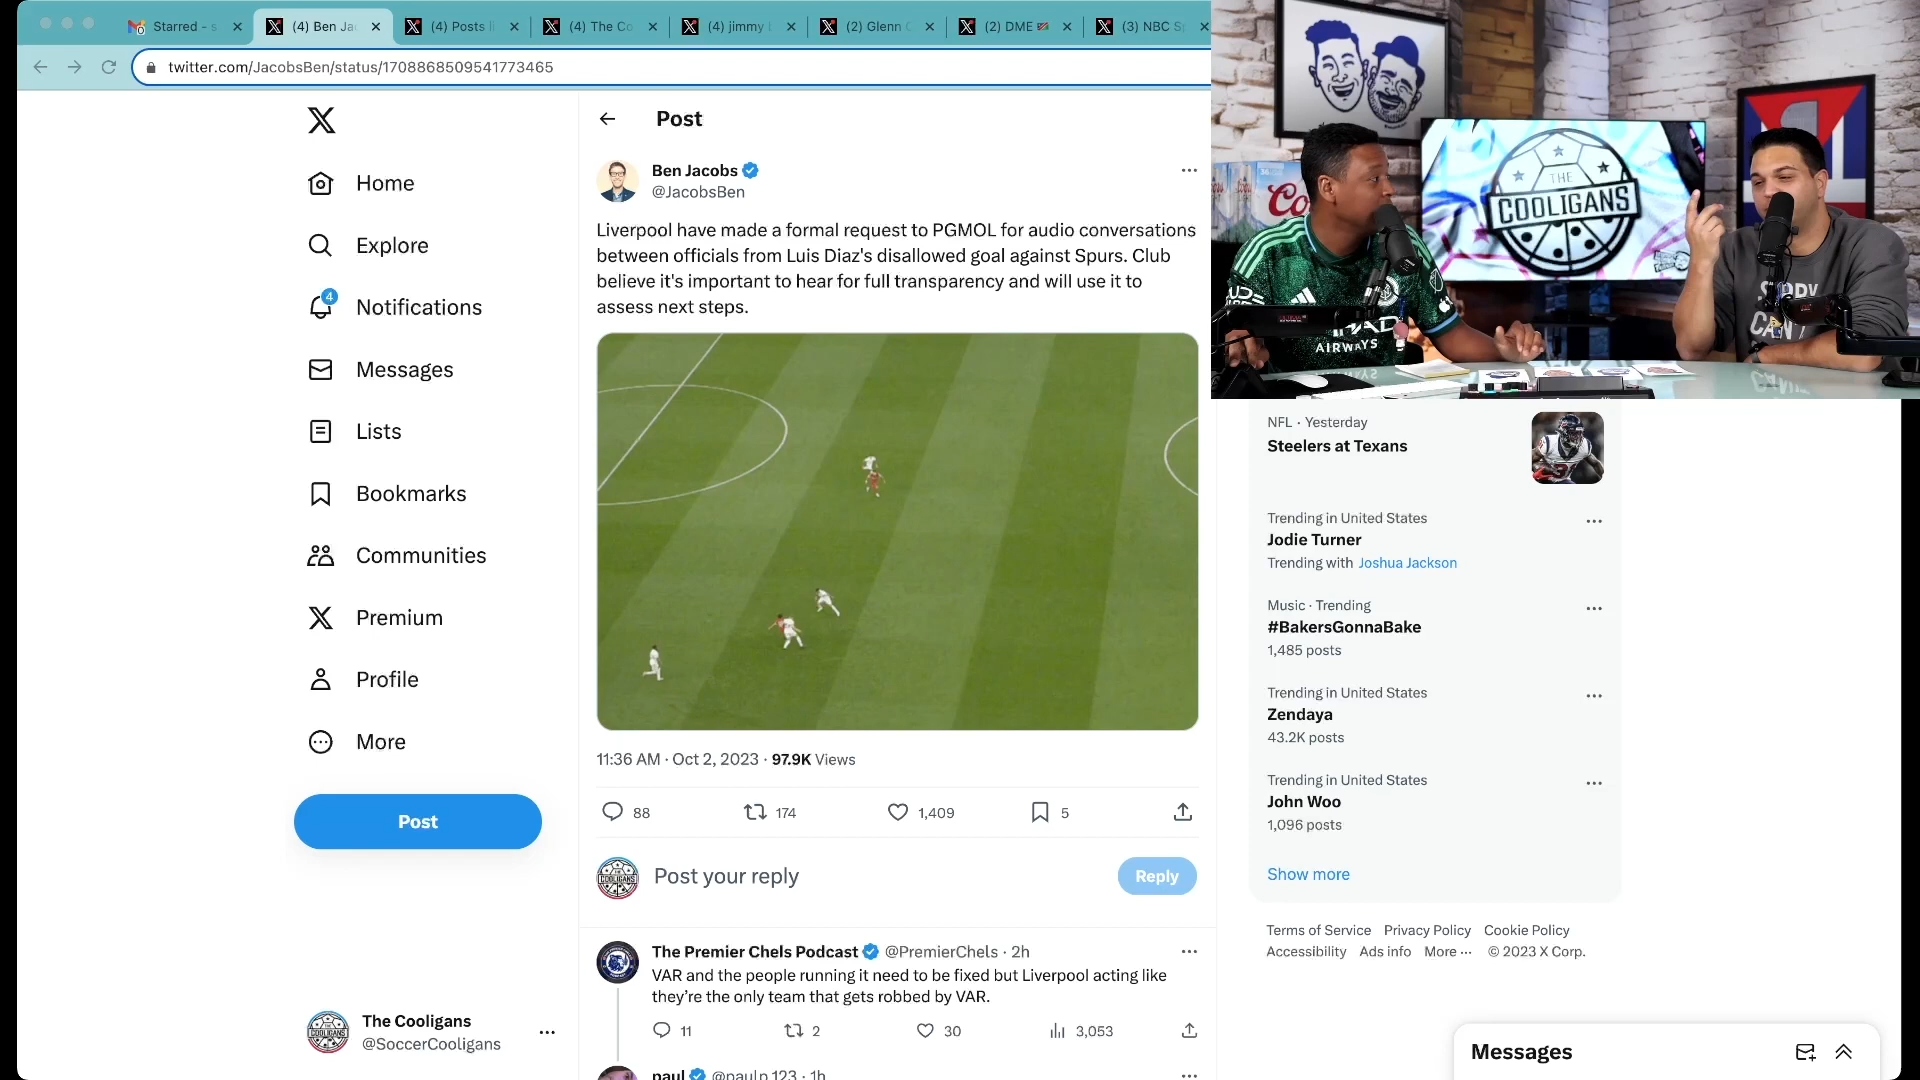 Starred - s
(4) Ben Ja
(4) Posts li
(4) The Co
(4) jimmy
(2) Glenn
(2) DME
(3) NBC S
twitter.com/JacobsBen/status/1708868509541773465
Post
Home
Explore
4
Notifications
Messages
Lists
Bookmarks
Communities
Premium
Profile
More
Post
The Cooligans
@SoccerCooligans
Ben Jacobs
@JacobsBen
Liverpool have made a formal request to PGMOL for audio conversations
between officials from Luis Diaz's disallowed goal against Spurs. Club
believe it's important to hear for full transparency and will use it to
assess next steps.
11:36 AM · Oct 2, 2023 · 97.9K Views
88
174
1,409
5
Post your reply
Reply
The Premier Chels Podcast @PremierChels · 2h
VAR and the people running it need to be fixed but Liverpool acting like
they're the only team that gets robbed by VAR.
11
2
30
3,053
paul @paulp_123 · 1h
THE
COOLIGANS
36
Co
AIRWAYS
CAN'T
NFL · Yesterday
Steelers at Texans
Trending in United States
Jodie Turner
Trending with Joshua Jackson
Music · Trending
#BakersGonnaBake
1,485 posts
Trending in United States
Zendaya
43.2K posts
Trending in United States
John Woo
1,096 posts
Show more
Terms of Service Privacy Policy Cookie Policy
Accessibility Ads info More ··· © 2023 X Corp.
Messages